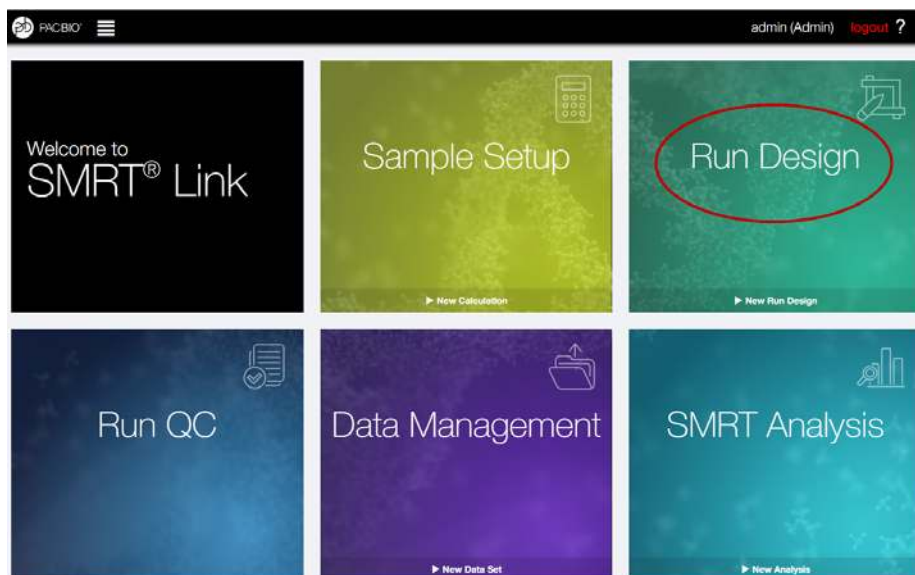 PACBIO®
admin (Admin) logout ?
Welcome to
SMRT® Link
Sample Setup
▶ New Calculation
Run Design
▶ New Run Design
Run QC
Data Management
▶ New Data Set
SMRT Analysis
▶ New Analysis